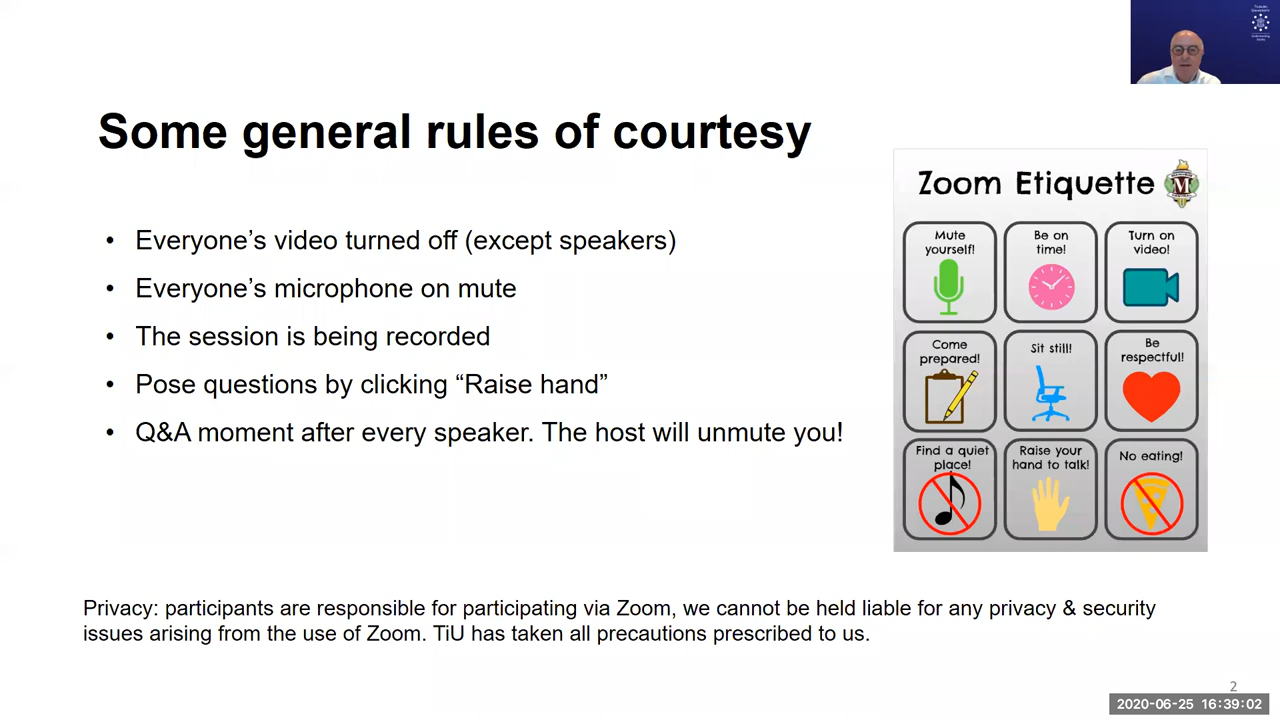 Some general rules of courtesy
• Everyone’s video turned off (except speakers)
• Everyone’s microphone on mute
• The session is being recorded
• Pose questions by clicking “Raise hand”
• Q&A moment after every speaker. The host will unmute you!
Zoom Etiquette
M
Mute
yourself!
Be on
time!
Turn on
video!
Come
prepared!
Sit still!
Be
respectful!
Find a quiet
place!
Raise your
hand to talk!
No eating!
Privacy: participants are responsible for participating via Zoom, we cannot be held liable for any privacy & security
issues arising from the use of Zoom. TiU has taken all precautions prescribed to us.
2
2020-06-25 16:39:02